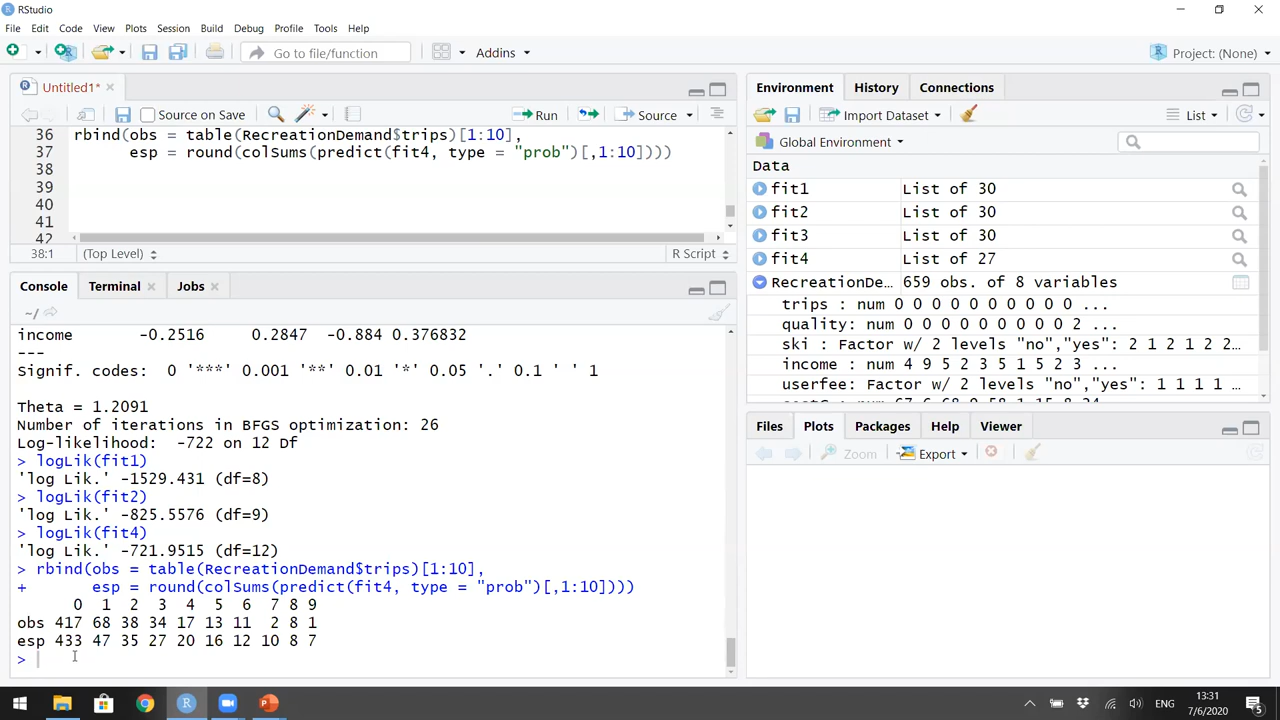 RStudio
File Edit Code View Plots Session Build Debug Profile Tools Help
Go to file/function Addins Project: (None)
Untitled1*
Source on Save Run Source
36 rbind(obs = table(RecreationDemand$trips)[1:10],
37 esp = round(colSums(predict(fit4, type = "prob")[,1:10])))
38
39
40
41
42
38:1 (Top Level) R Script
Console Terminal Jobs
~/
income -0.2516 0.2847 -0.884 0.376832
---
Signif. codes: 0 '***' 0.001 '**' 0.01 '*' 0.05 '.' 0.1 ' ' 1
Theta = 1.2091
Number of iterations in BFGS optimization: 26
Log-likelihood: -722 on 12 Df
> logLik(fit1)
'log Lik.' -1529.431 (df=8)
> logLik(fit2)
'log Lik.' -825.5576 (df=9)
> logLik(fit4)
'log Lik.' -721.9515 (df=12)
> rbind(obs = table(RecreationDemand$trips)[1:10],
+ esp = round(colSums(predict(fit4, type = "prob")[,1:10])))
0 1 2 3 4 5 6 7 8 9
obs 417 68 38 34 17 13 11 2 8 1
esp 433 47 35 27 20 16 12 10 8 7
>
Environment History Connections
Import Dataset List
Global Environment
Data
fit1 List of 30
fit2 List of 30
fit3 List of 30
fit4 List of 27
RecreationDe… 659 obs. of 8 variables
trips : num 0 0 0 0 0 0 0 0 0 0 ...
quality: num 0 0 0 0 0 0 0 0 0 2 ...
ski : Factor w/ 2 levels "no","yes": 2 1 2 1 2 2…
income : num 4 9 5 2 3 5 1 5 2 3 ...
userfee: Factor w/ 2 levels "no","yes": 1 1 1 1 …
Files Plots Packages Help Viewer
Zoom Export
ENG 13:31
7/6/2020
5